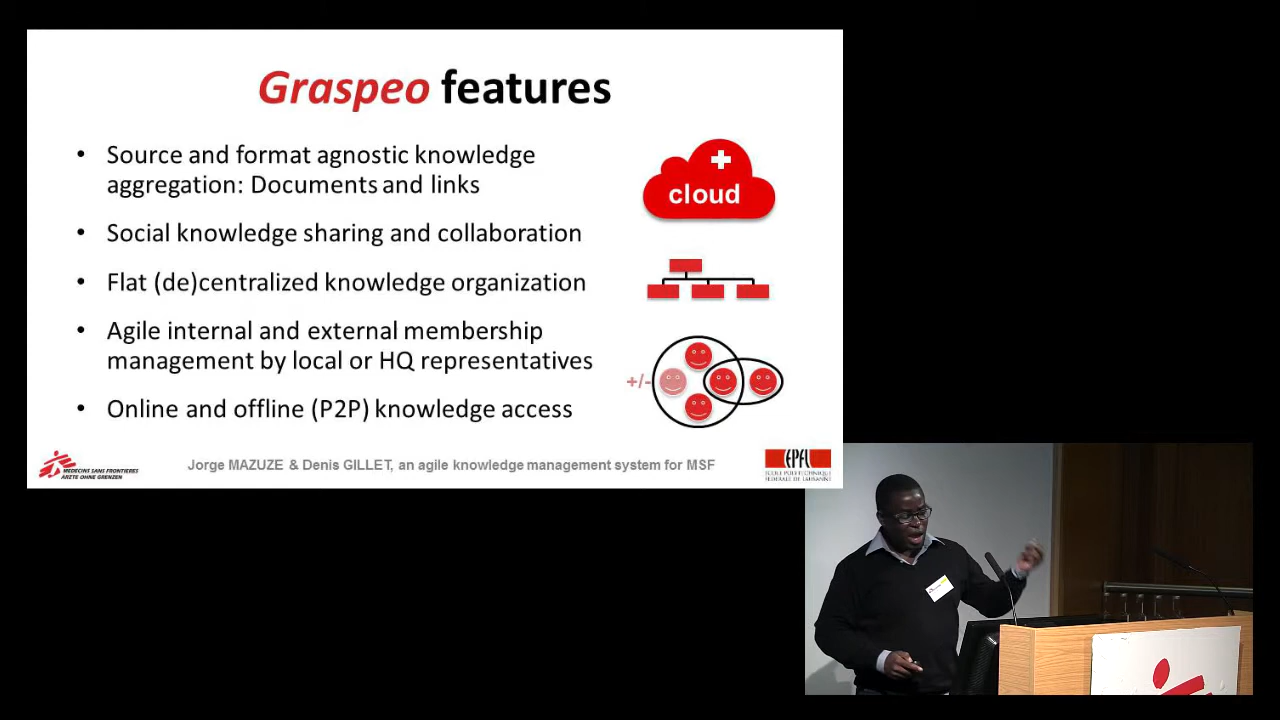 Graspeo features
• Source and format agnostic knowledge
aggregation: Documents and links
• Social knowledge sharing and collaboration
• Flat (de)centralized knowledge organization
• Agile internal and external membership
management by local or HQ representatives
• Online and offline (P2P) knowledge access
cloud
+/-
MEDECINS SANS FRONTIERES
ARZTE OHNE GRENZEN
Jorge MAZUZE & Denis GILLET, an agile knowledge management system for MSF
EPFL
ECOLE POLYTECHNIQUE
FEDERALE DE LAUSANNE